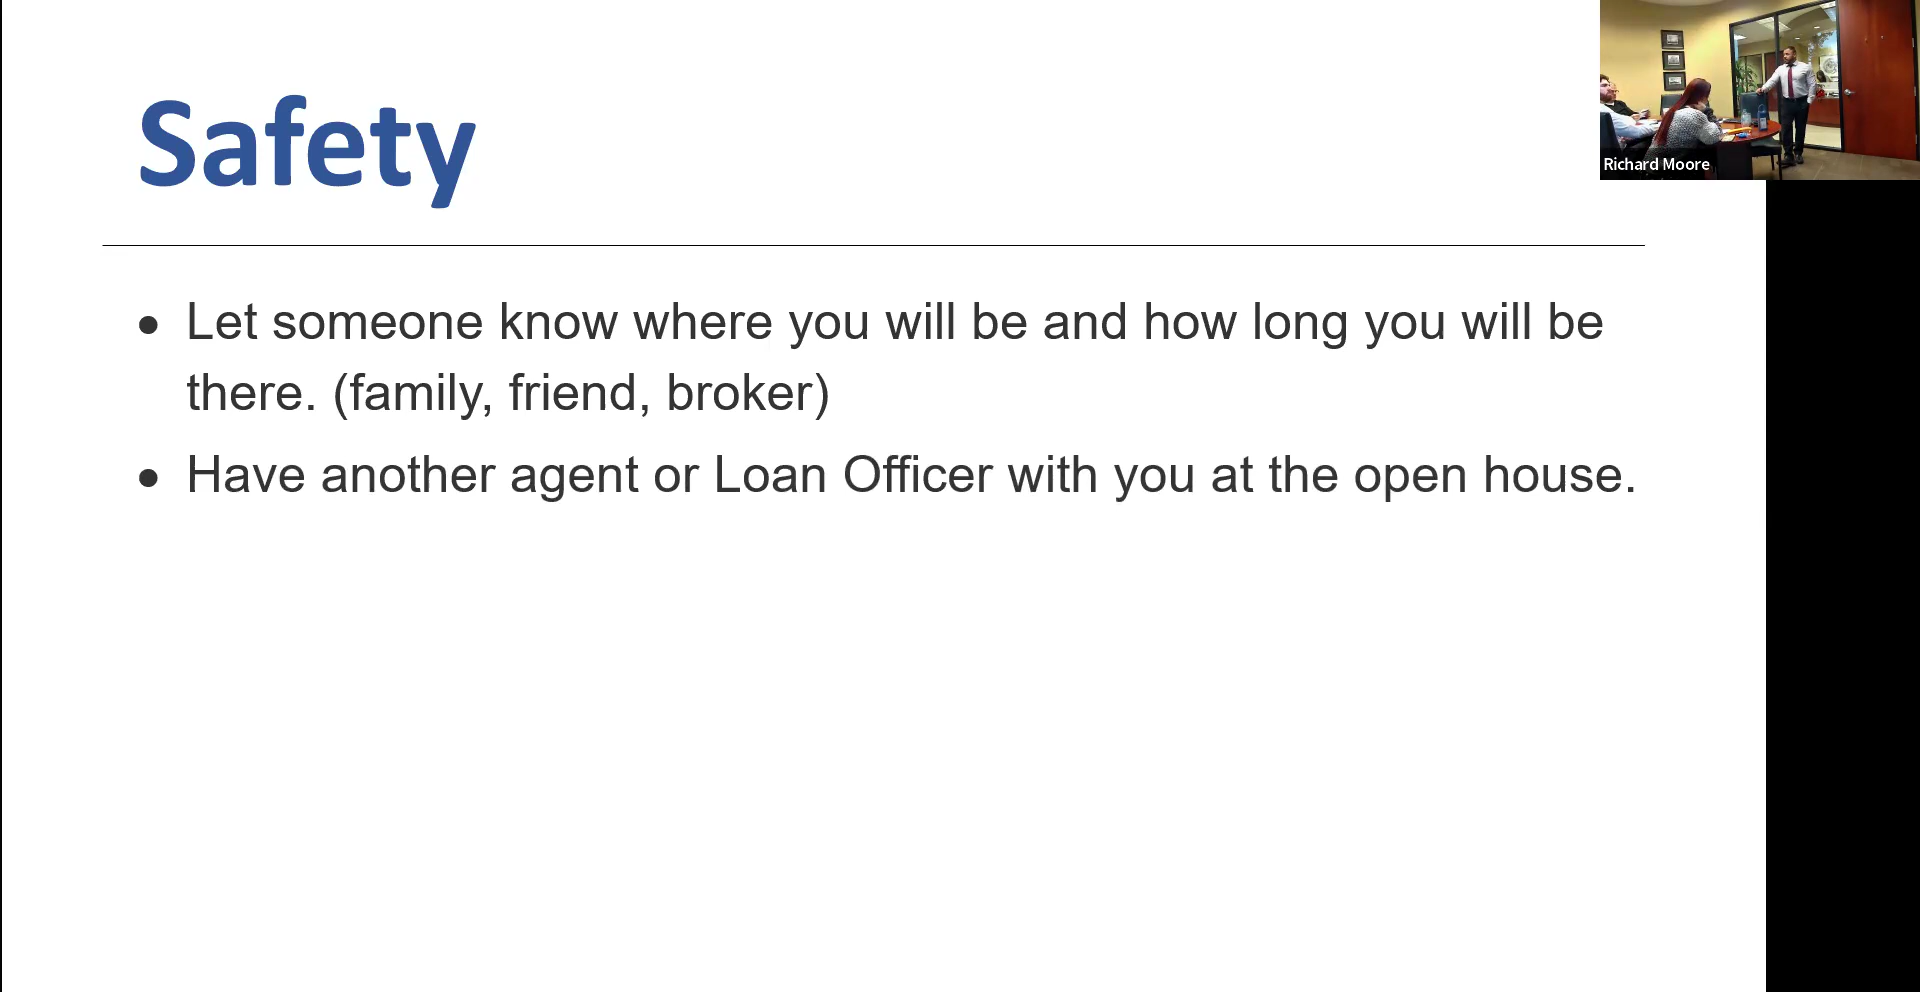 Safety
Richard Moore
● Let someone know where you will be and how long you will be
there. (family, friend, broker)
● Have another agent or Loan Officer with you at the open house.